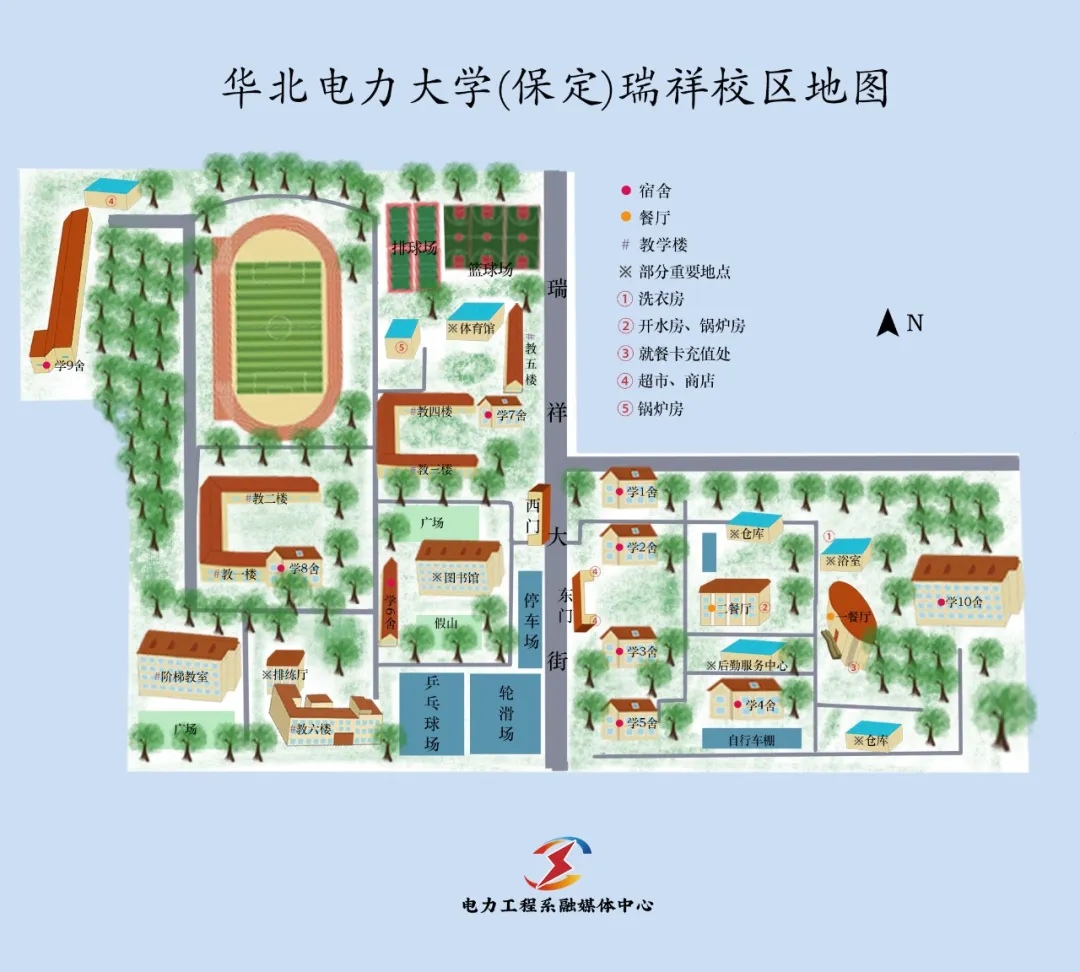 华北电力大学(保定)瑞祥校区地图
宿舍
餐厅
# 教学楼
※ 部分重要地点
① 洗衣房
② 开水房、锅炉房
③ 就餐卡充值处
④ 超市、商店
⑤ 锅炉房
N
④
排球场
篮球场
瑞祥大街
※体育馆
⑤
#教五楼
学9舍
#教四楼
学7舍
#教三楼
学1舍
#教二楼
西门
广场
※仓库
①
学2舍
※浴室
#教一楼
学8舍
※图书馆
④
学6舍
停车场
东门
二餐厅
②
学10舍
一餐厅
假山
④
学3舍
※后勤服务中心
③
#阶梯教室
※排练厅
乒乓球场
轮滑场
学4舍
广场
#教六楼
学5舍
自行车棚
※仓库
电力工程系融媒体中心